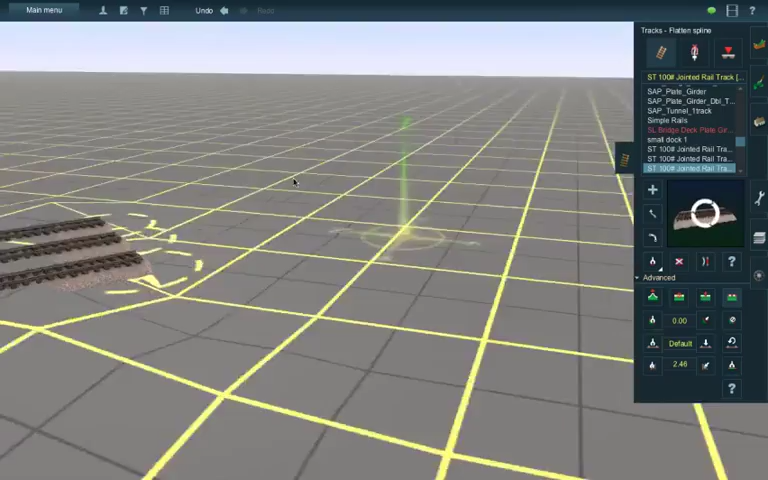 Main menu
Undo
Redo
?
Tracks - Flatten spline
ST 100# Jointed Rail Track [...
SAP_Plate_Girder
SAP_Plate_Girder_Dbl_T...
SAP_Tunnel_1track
Simple Rails
SL Bridge Deck Plate Gir...
small dock 1
ST 100# Jointed Rail Tra...
ST 100# Jointed Rail Tra...
ST 100# Jointed Rail Tra...
?
Advanced
0.00
Default
2.46
?